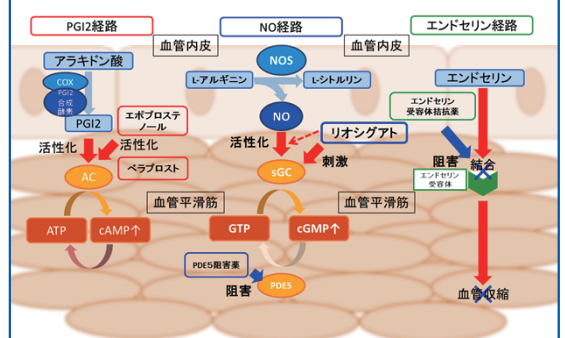 PGI2経路
NO経路
エンドセリン経路
血管内皮
血管内皮
アラキドン酸
COX
PGI2
合成
酵素
PGI2
エポプロステ
ノール
活性化
活性化
ベラプロスト
AC
血管平滑筋
ATP
cAMP↑
NOS
L-アルギニン
L-シトルリン
NO
活性化
リオシグアト
刺激
sGC
血管平滑筋
GTP
cGMP↑
PDE5阻害薬
阻害
PDE5
エンドセリン
エンドセリン
受容体拮抗薬
阻害
結合
エンドセリン
受容体
血管収縮